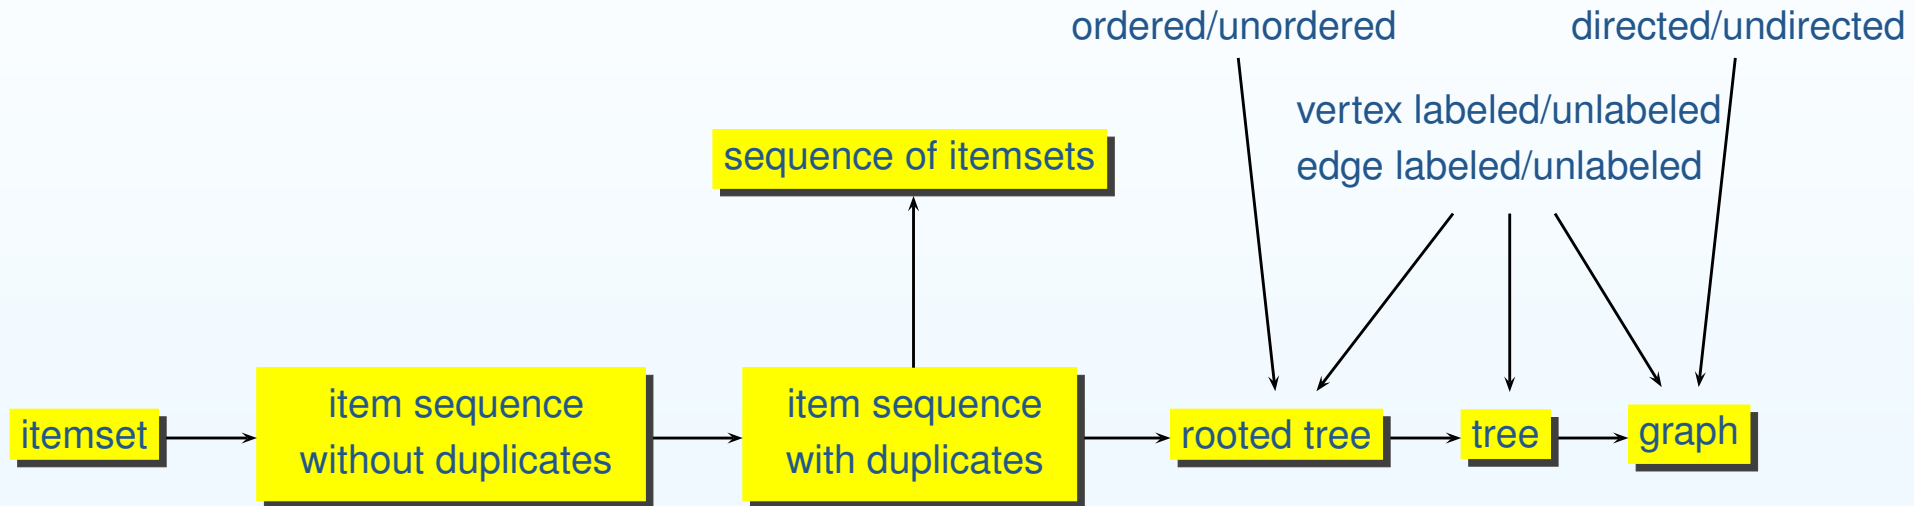 ordered/unordered
directed/undirected
vertex labeled/unlabeled
edge labeled/unlabeled
sequence of itemsets
itemset
item sequence
without duplicates
item sequence
with duplicates
rooted tree
tree
graph